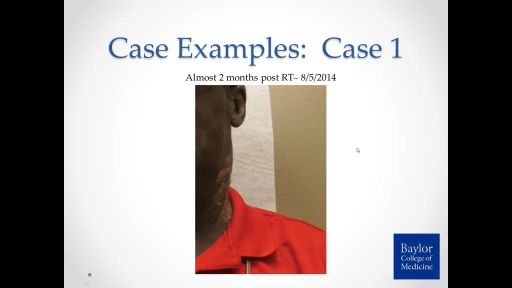 Case Examples:  Case 1
Almost 2 months post RT– 8/5/2014
Baylor
College of
Medicine